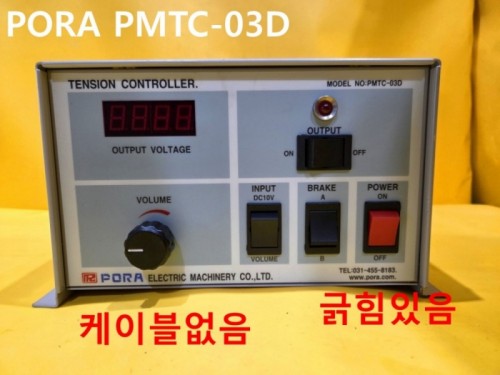 PORA PMTC-03D
TENSION CONTROLLER.
MODEL NO:PMTC-03D
8888
OUTPUT VOLTAGE
OUTPUT
ON
OFF
VOLUME
INPUT
DC10V
VOLUME
BRAKE
A
B
POWER
ON
OFF
PORA ELECTRIC MACHINERY CO.,LTD.
TEL:031-455-8193.
www.pora.com.
케이블없음
긁힘있음